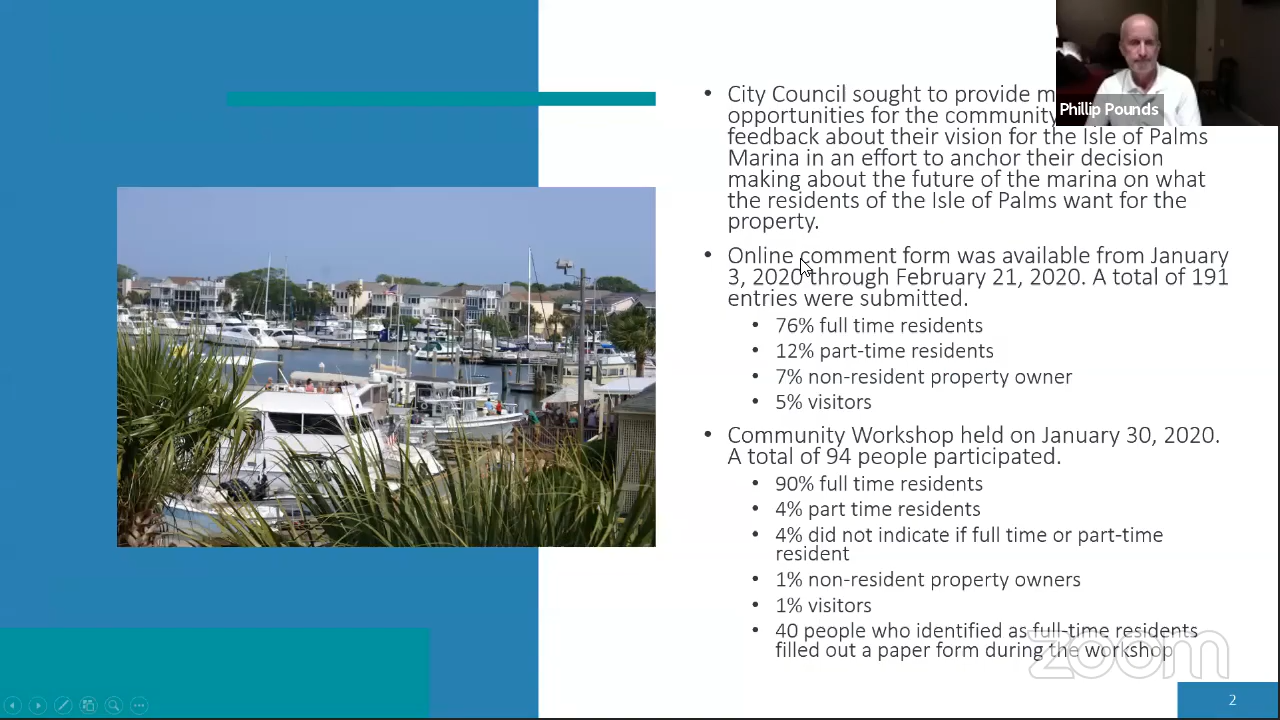 City Council sought to provide
opportunities for the community
feedback about their vision for the Isle of Palms
Marina in an effort to anchor their decision
making about the future of the marina on what
the residents of the Isle of Palms want for the
property.
Online comment form was available from January
3, 2020 through February 21, 2020. A total of 191
entries were submitted.
76% full time residents
12% part-time residents
7% non-resident property owner
5% visitors
Community Workshop held on January 30, 2020.
A total of 94 people participated.
90% full time residents
4% part time residents
4% did not indicate if full time or part-time
resident
1% non-resident property owners
1% visitors
40 people who identified as full-time residents
filled out a paper form during the workshop
Phillip Pounds
zoom
2